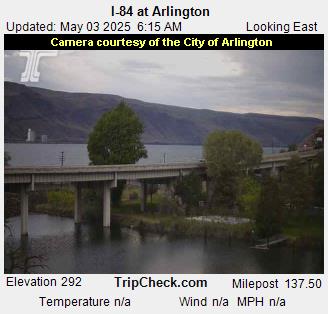 I-84 at Arlington
Updated: May 03 2025 6:15 AM Looking East
Camera courtesy of the City of Arlington
Elevation 292 TripCheck.com Milepost 137.50
Temperature n/a Wind n/a MPH n/a